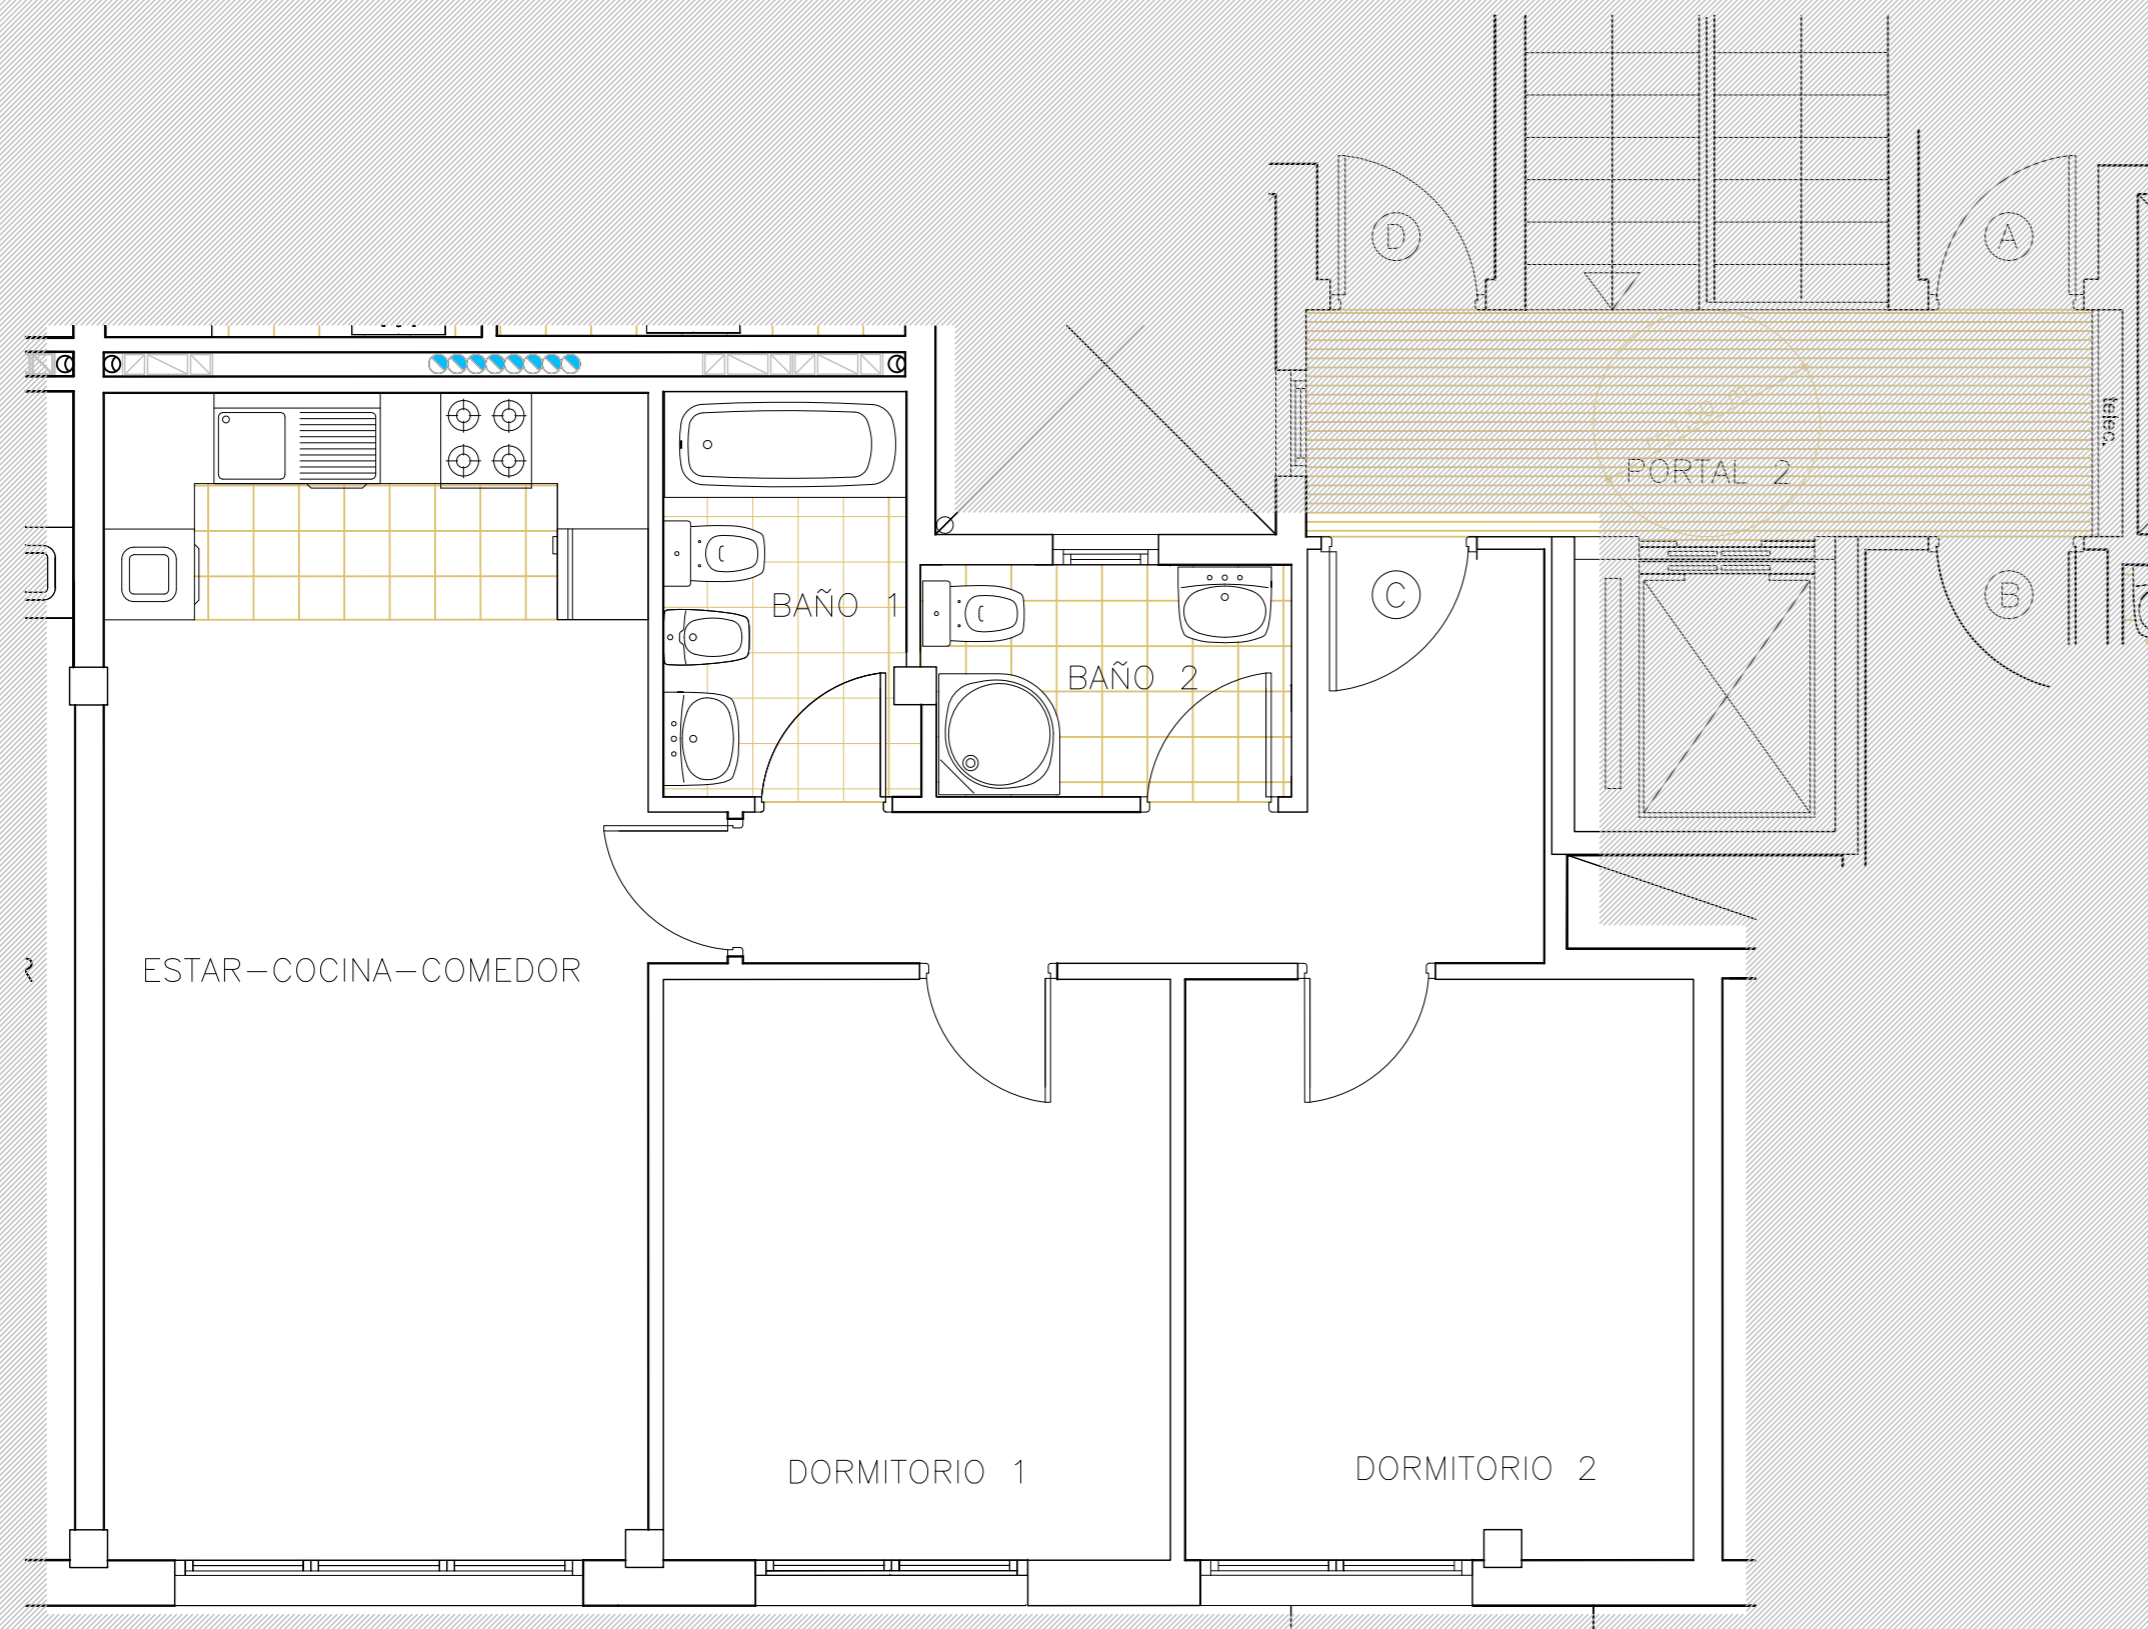 D
A
telec.
PORTAL 2
C
B
BAÑO 1
BAÑO 2
ESTAR-COCINA-COMEDOR
DORMITORIO 1
DORMITORIO 2